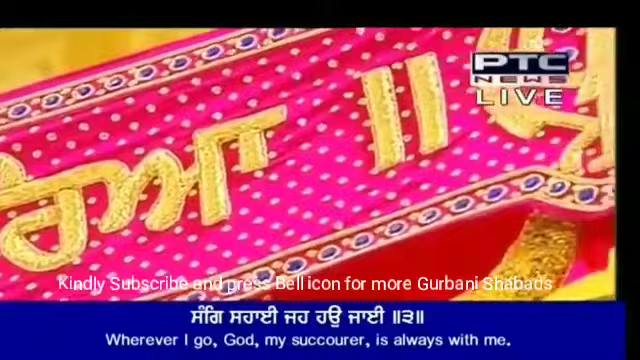 PTC
NEWS
LIVE
ਰਿਆ ॥
Kindly Subscribe and press Bell icon for more Gurbani Shabads
ਸੰਗਿ ਸਹਾਈ ਜਹ ਹਉ ਜਾਈ ॥੩॥
Wherever I go, God, my succourer, is always with me.